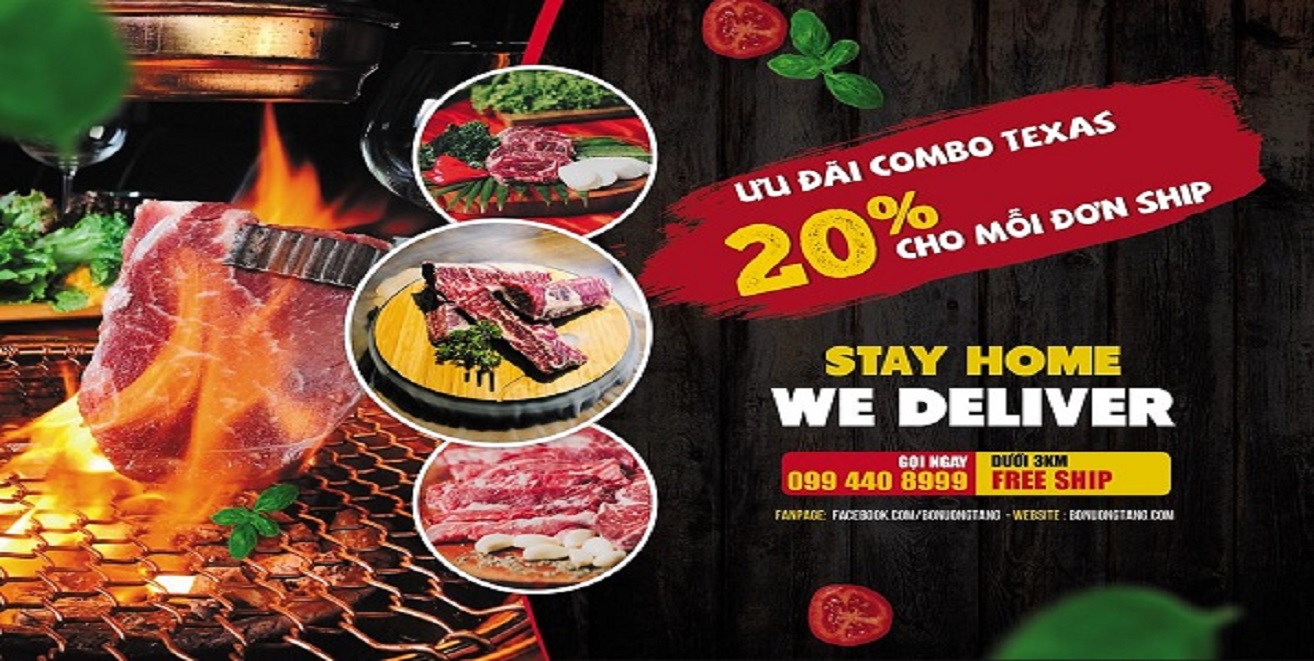 ƯU ĐÃI COMBO TEXAS
20% CHO MỖI ĐƠN SHIP
STAY HOME
WE DELIVER
GỌI NGAY
099 440 8999
DƯỚI 3KM
FREE SHIP
FANPAGE: FACEBOOK.COM/BONUONGTANG - WEBSITE : BONUONGTANG.COM